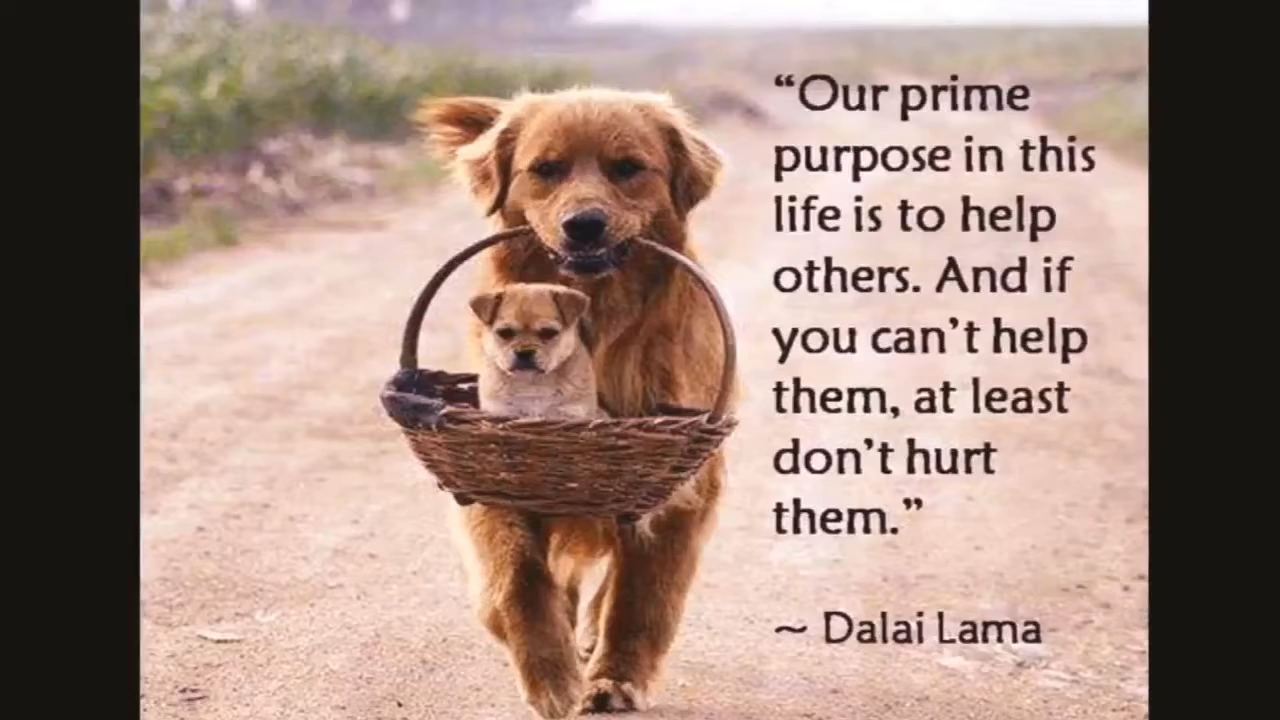 “Our prime
purpose in this
life is to help
others. And if
you can’t help
them, at least
don’t hurt
them.”
~ Dalai Lama